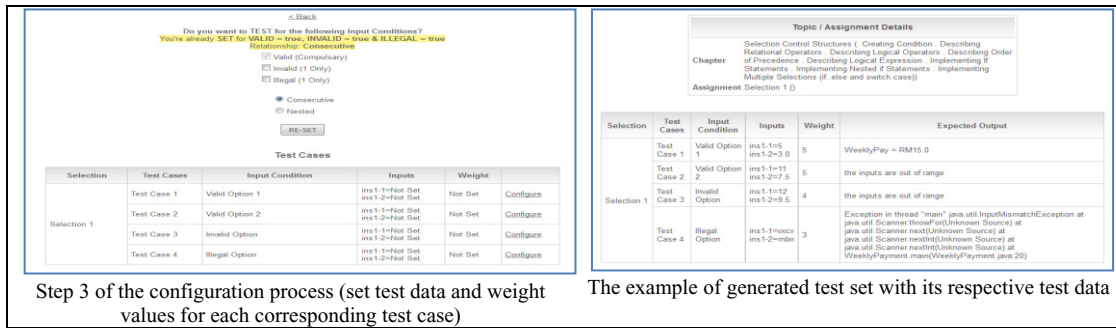 < Back
Do you want to TEST for the following Input Conditions?
You're already SET for VALID = true, INVALID = true & ILLEGAL = true
Relationship: Consecutive
Valid (Compulsary)
Invalid (1 Only)
Illegal (1 Only)
Consecutive
Nested
RE-SET
Test Cases
Selection Test Cases Input Condition Inputs Weight
Selection 1
Test Case 1 Valid Option 1 ins1-1=Not Set Not Set Configure
ins1-2=Not Set
Test Case 2 Valid Option 2 ins1-1=Not Set Not Set Configure
ins1-2=Not Set
Test Case 3 Invalid Option ins1-1=Not Set Not Set Configure
ins1-2=Not Set
Test Case 4 Illegal Option ins1-1=Not Set Not Set Configure
ins1-2=Not Set
Step 3 of the configuration process (set test data and weight
values for each corresponding test case)
Topic / Assignment Details
Chapter
Selection Control Structures ( . Creating Condition . Describing
Relational Operators . Describing Logical Operators . Describing Order
of Precedence . Describing Logical Expression . Implementing If
Statements . Implementing Nested if Statements . Implementing
Multiple Selections (if..else and switch.case))
Assignment Selection 1 ()
Selection Test Cases Input Condition Inputs Weight Expected Output
Selection 1
Test Case 1 Valid Option 1 ins1-1=5 ins1-2=3.0 5 WeeklyPay = RM15.0
Test Case 2 Valid Option 2 ins1-1=11 ins1-2=7.5 5 the inputs are out of range
Test Case 3 Invalid Option ins1-1=12 ins1-2=9.5 4 the inputs are out of range
Test Case 4 Illegal Option ins1-1=vxcv ins1-2=mbn 3
Exception in thread "main" java.util.InputMismatchException at
java.util.Scanner.throwFor(Unknown Source) at
java.util.Scanner.next(Unknown Source) at
java.util.Scanner.nextInt(Unknown Source) at
java.util.Scanner.nextInt(Unknown Source) at
WeeklyPayment.main(WeeklyPayment.java:20)
The example of generated test set with its respective test data